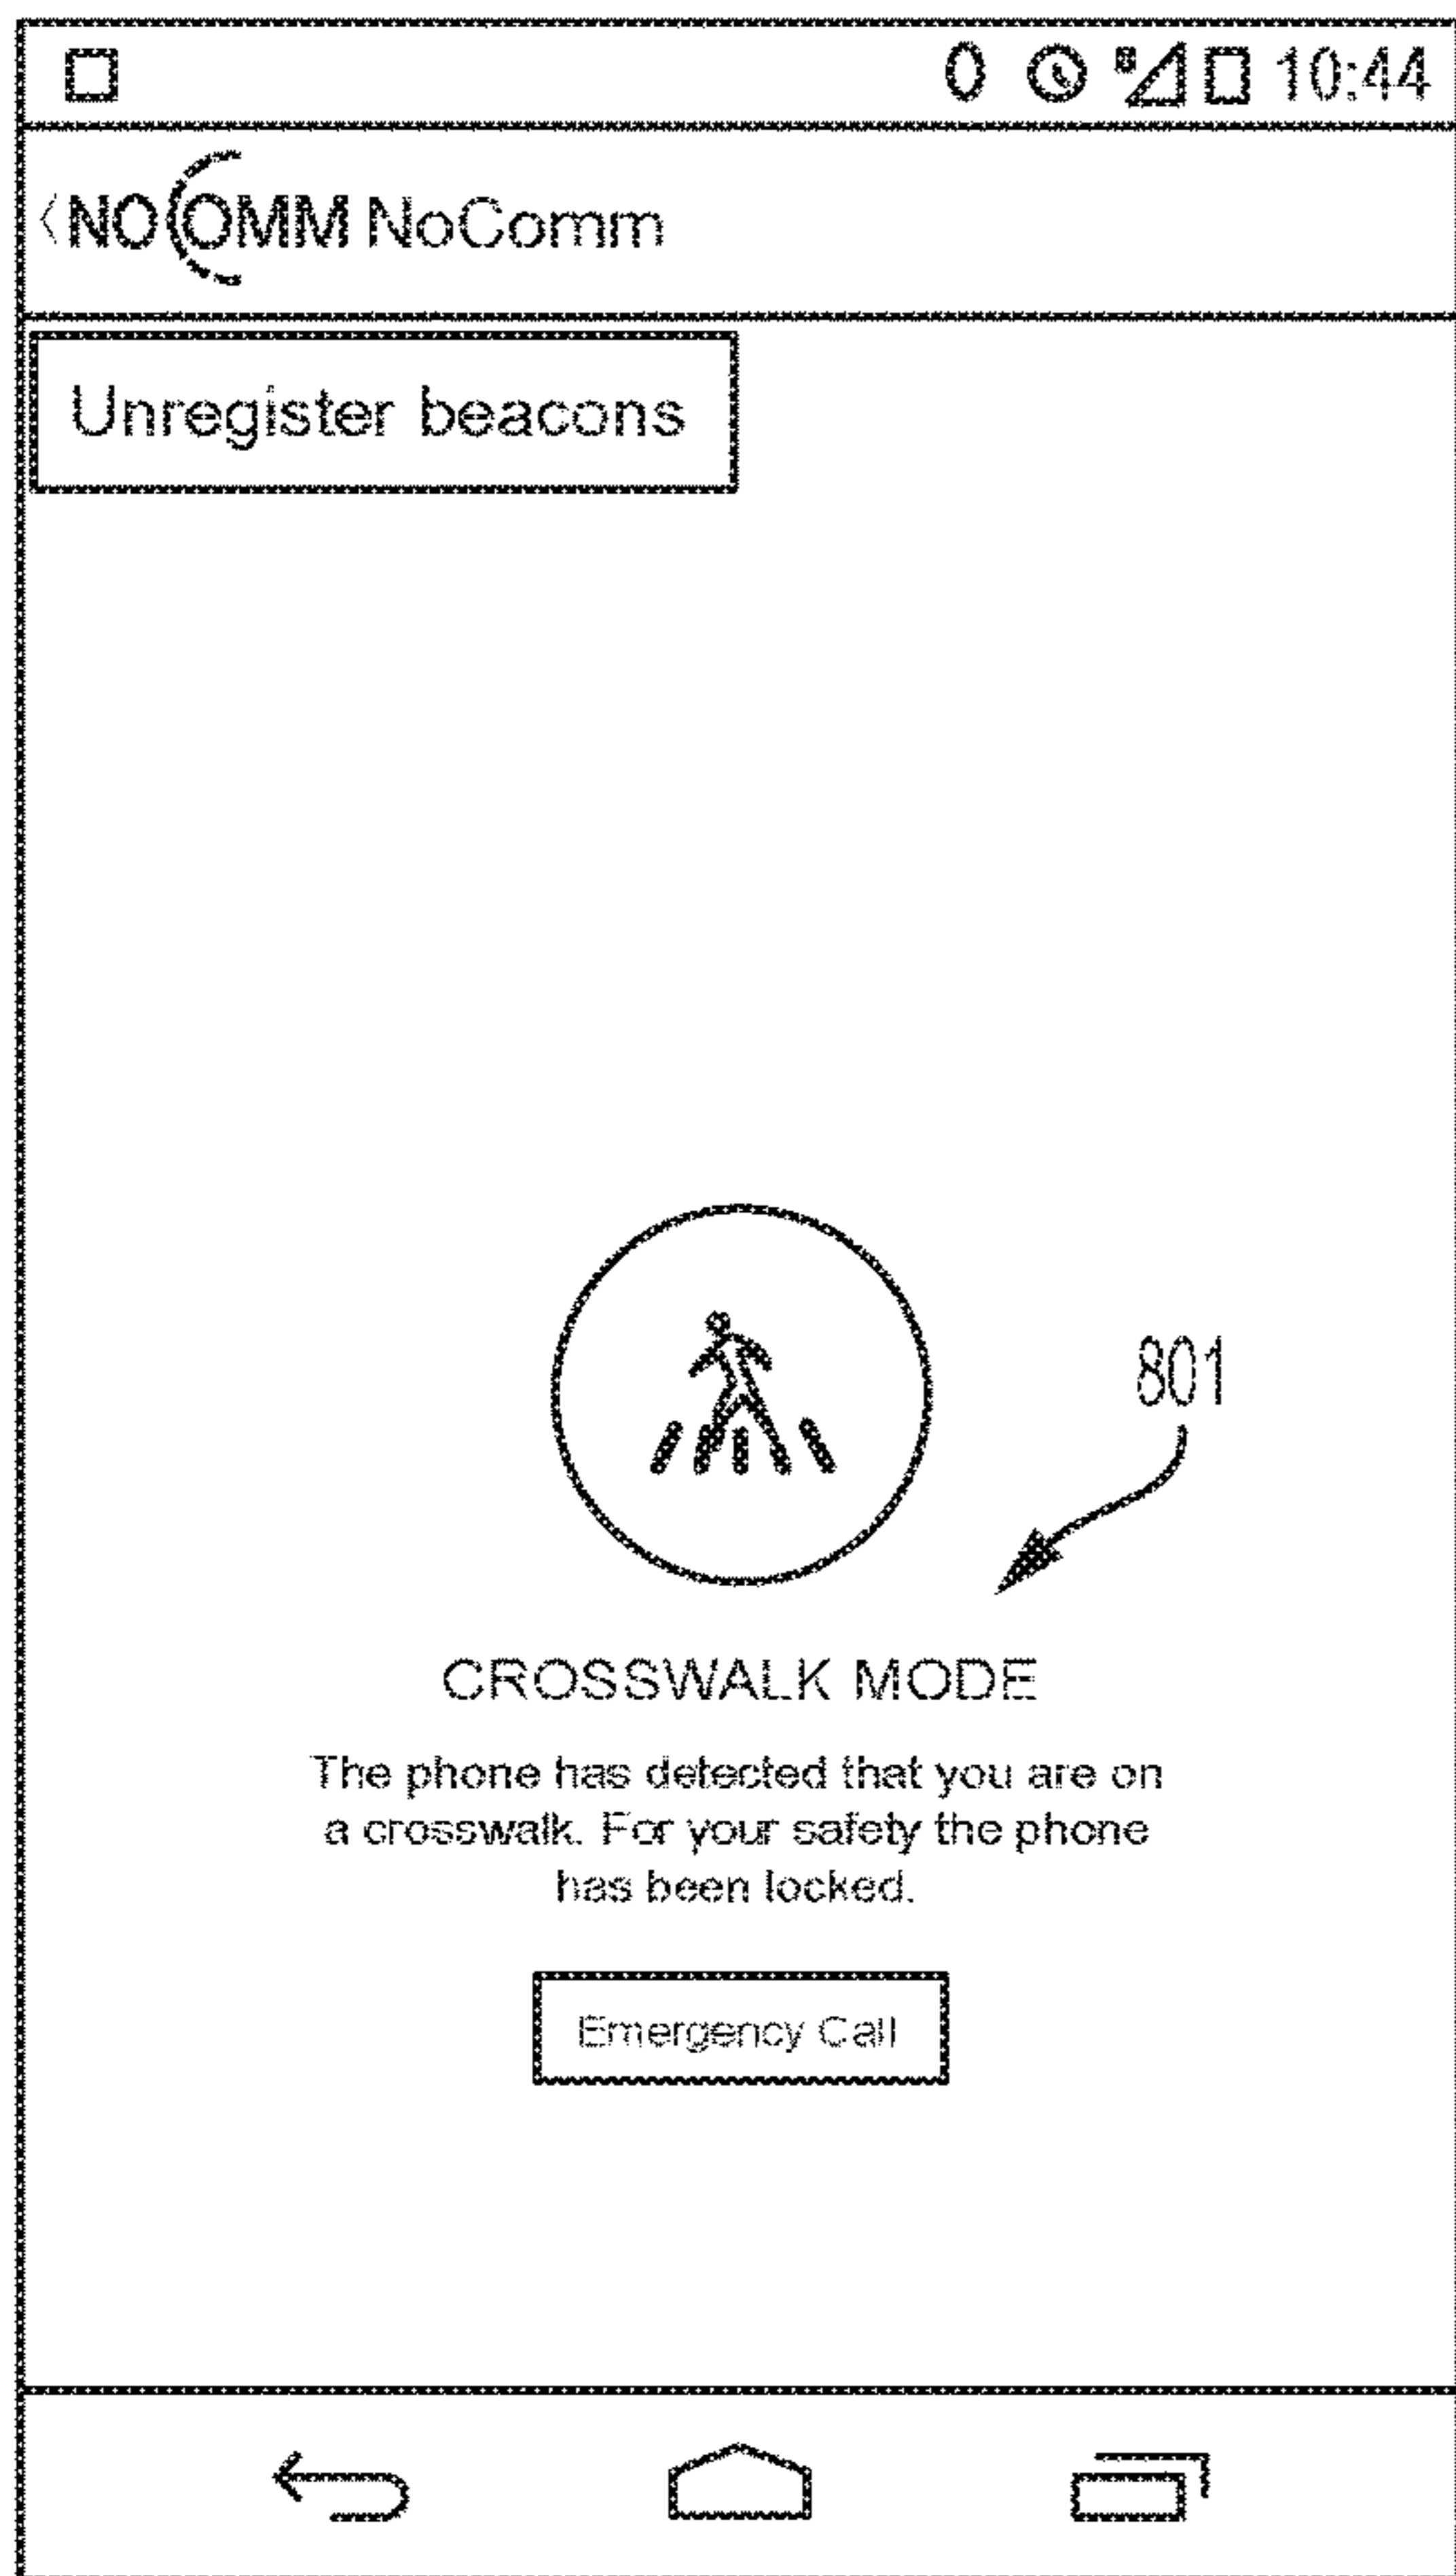 10:44
NOCOMM NoComm
Unregister beacons
801
CROSSWALK MODE
The phone has detected that you are on
a crosswalk. For your safety the phone
has been locked.
Emergency Call